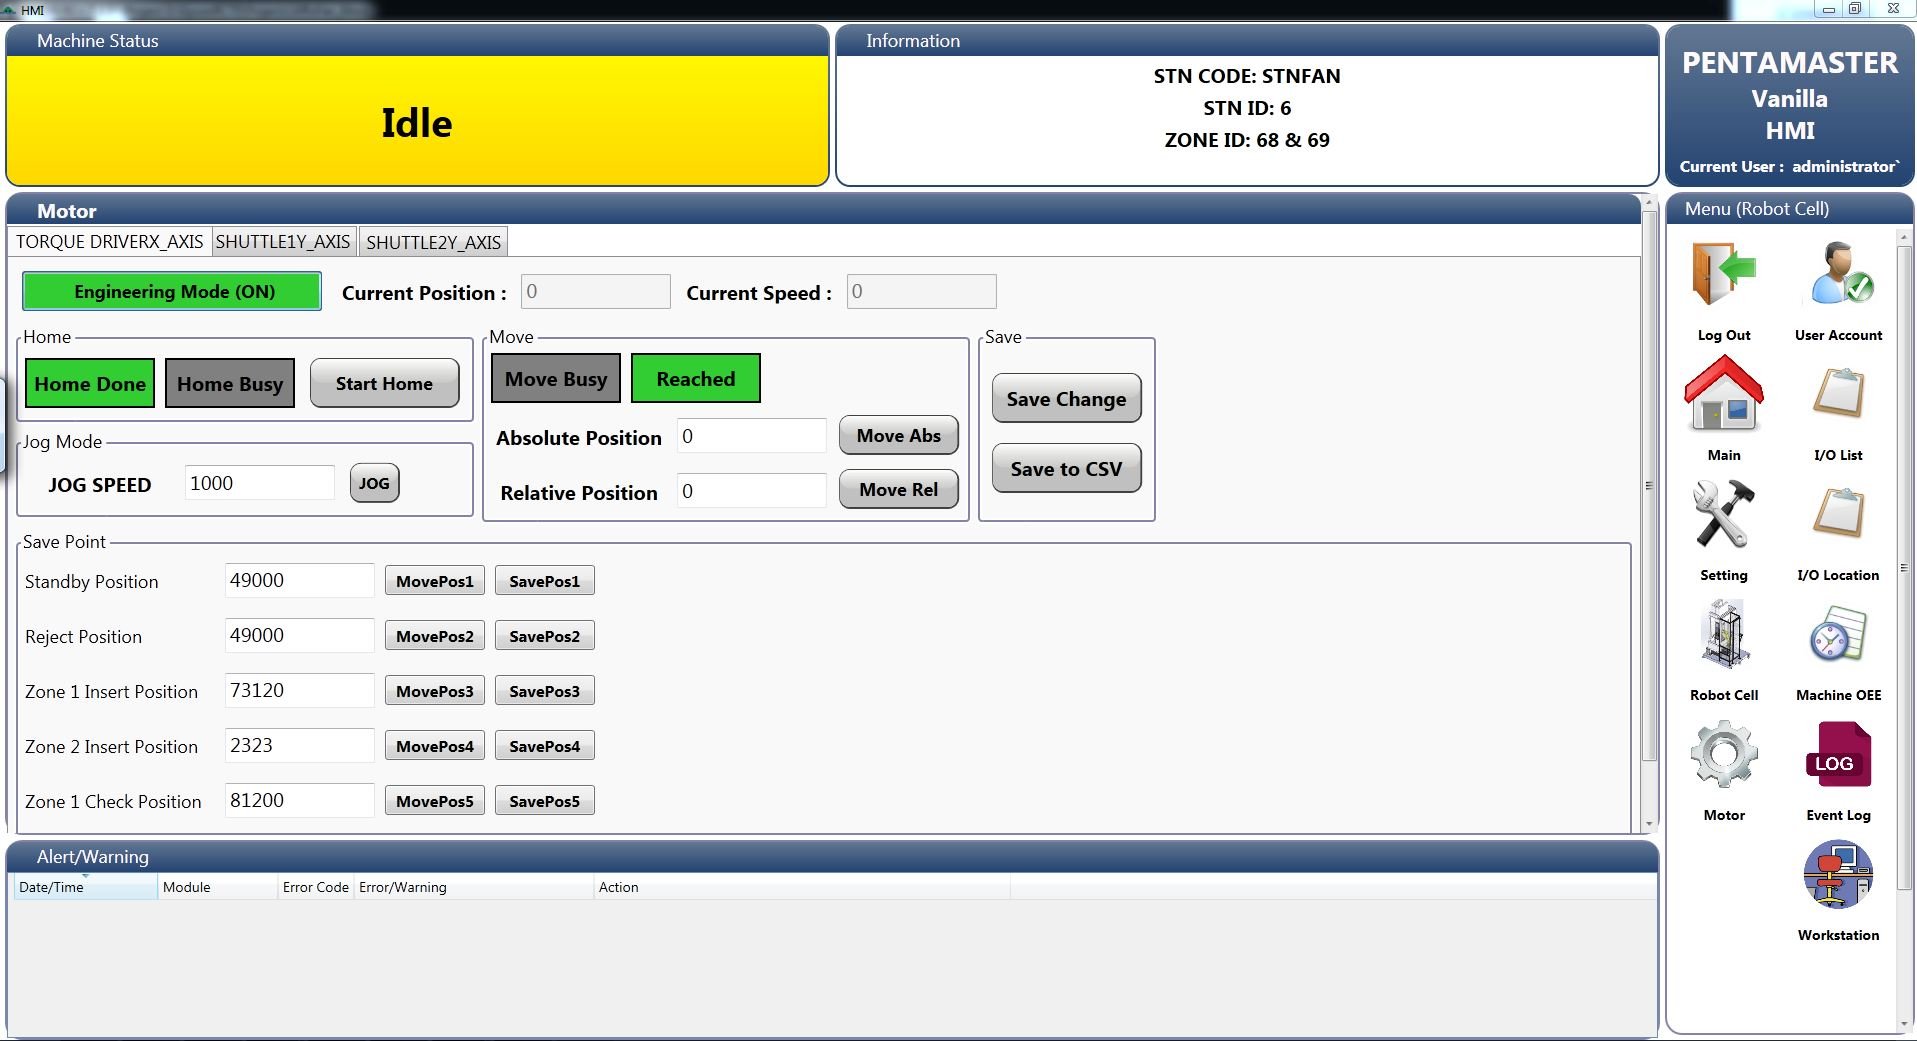 HMI
Machine Status
Idle
Information
STN CODE: STNFAN
STN ID: 6
ZONE ID: 68 & 69
PENTAMASTER
Vanilla
HMI
Current User : administrator`
Motor
TORQUE DRIVERX_AXIS SHUTTLE1Y_AXIS SHUTTLE2Y_AXIS
Engineering Mode (ON) Current Position : 0 Current Speed : 0
Home
Home Done Home Busy Start Home
Jog Mode
JOG SPEED 1000 JOG
Move
Move Busy Reached
Absolute Position 0 Move Abs
Relative Position 0 Move Rel
Save
Save Change
Save to CSV
Save Point
Standby Position 49000 MovePos1 SavePos1
Reject Position 49000 MovePos2 SavePos2
Zone 1 Insert Position 73120 MovePos3 SavePos3
Zone 2 Insert Position 2323 MovePos4 SavePos4
Zone 1 Check Position 81200 MovePos5 SavePos5
Alert/Warning
Date/Time Module Error Code Error/Warning Action
Menu (Robot Cell)
Log Out User Account
Main I/O List
Setting I/O Location
Robot Cell Machine OEE
LOG
Motor Event Log
Workstation